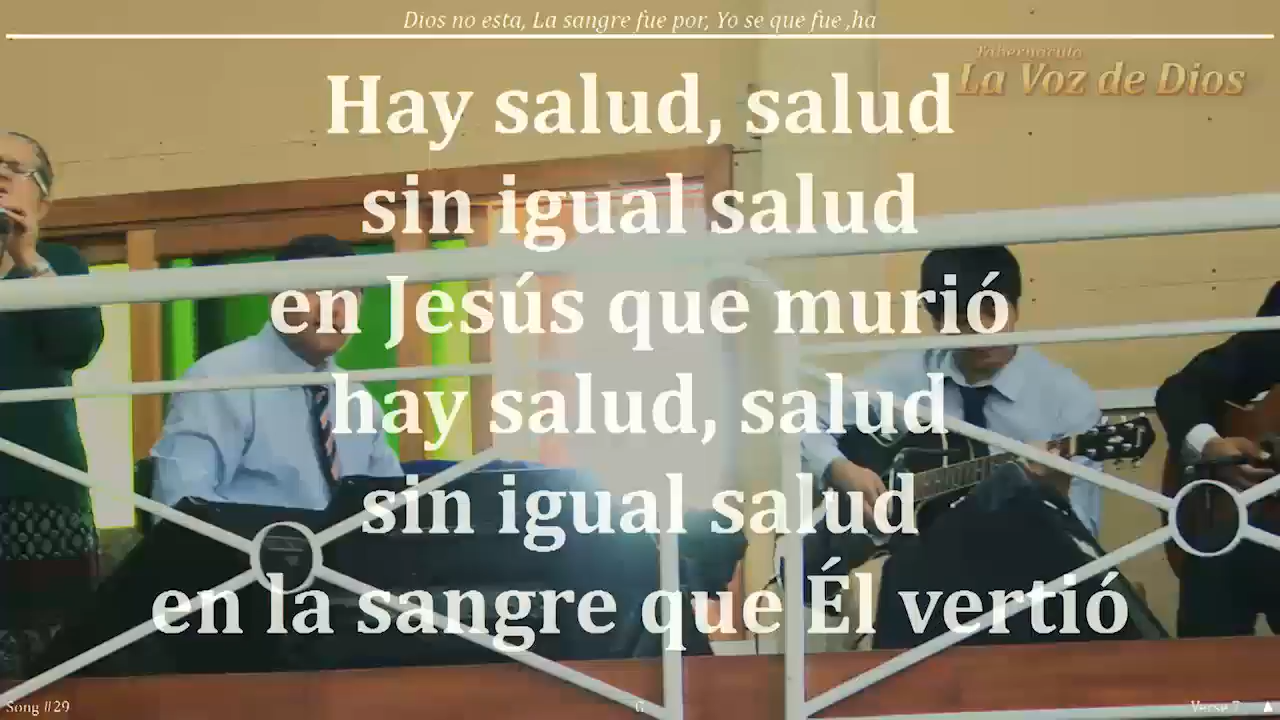 Dios no esta, La sangre fue por, Yo se que fue ,ha
Tabernaculo
La Voz de Dios
Hay salud, salud
sin igual salud
en Jesús que murió
hay salud, salud
sin igual salud
en la sangre que Él vertió
Song #29
G
Verse 7